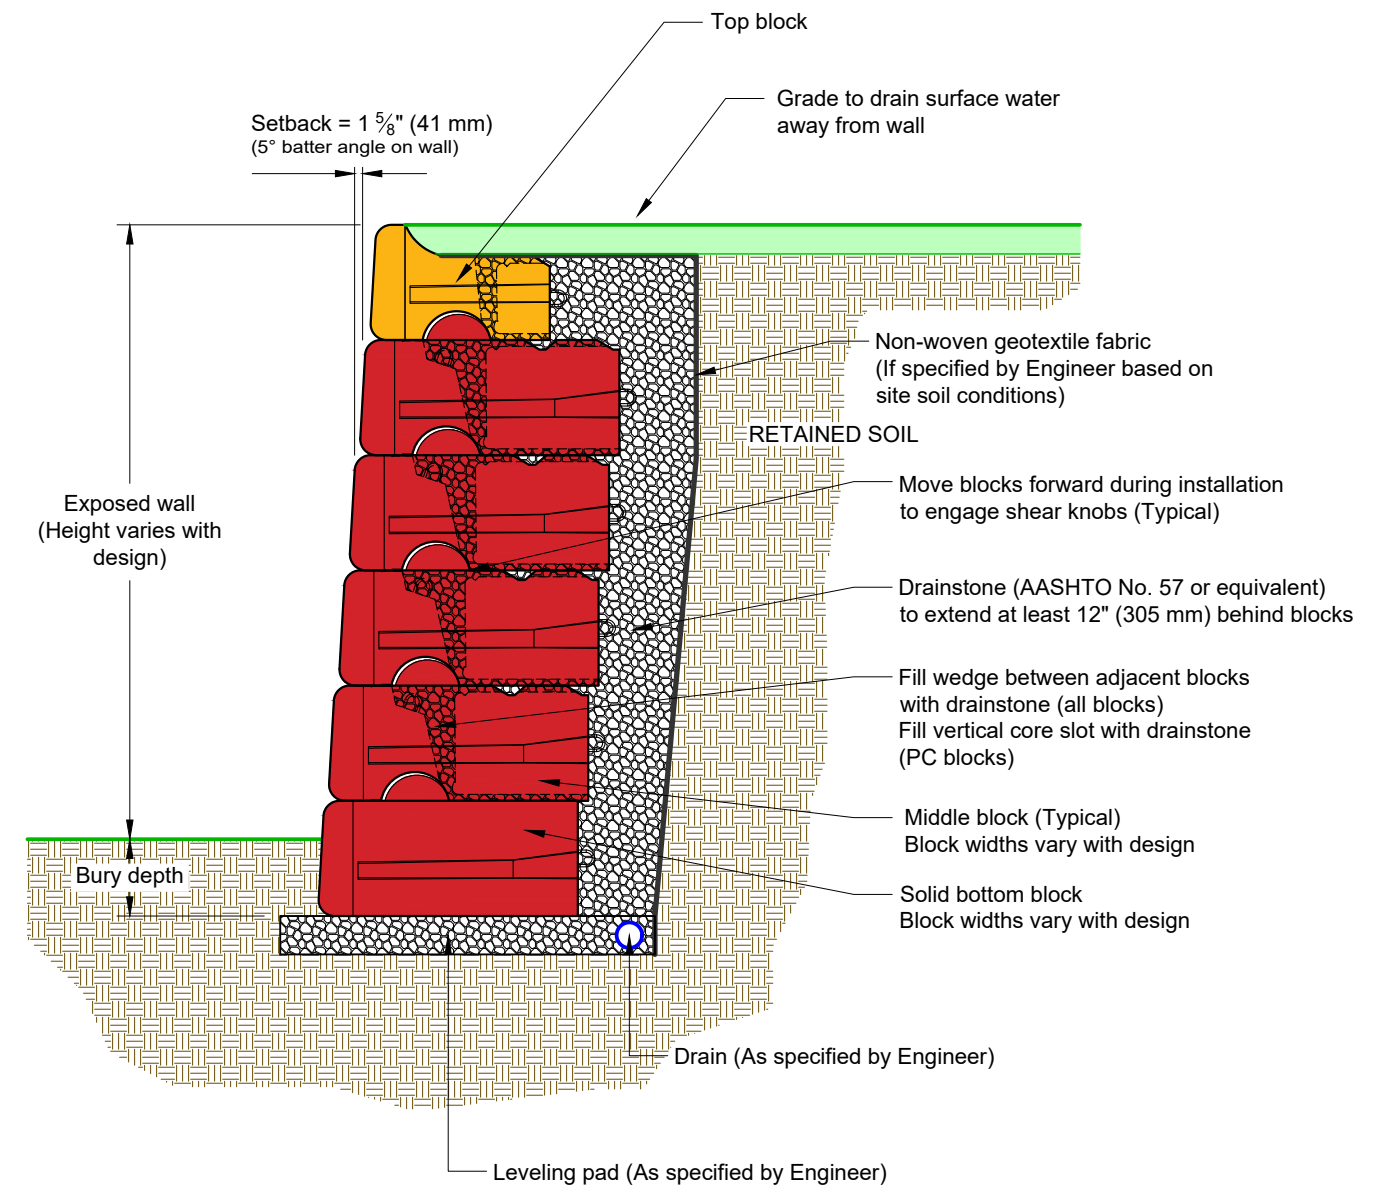 Top block
Grade to drain surface water
away from wall
Setback = 1 ⅝" (41 mm)
(5° batter angle on wall)
Non-woven geotextile fabric
(If specified by Engineer based on
site soil conditions)
RETAINED SOIL
Move blocks forward during installation
to engage shear knobs (Typical)
Exposed wall
(Height varies with
design)
Drainstone (AASHTO No. 57 or equivalent)
to extend at least 12" (305 mm) behind blocks
Fill wedge between adjacent blocks
with drainstone (all blocks)
Fill vertical core slot with drainstone
(PC blocks)
Middle block (Typical)
Block widths vary with design
Bury depth
Solid bottom block
Block widths vary with design
Drain (As specified by Engineer)
Leveling pad (As specified by Engineer)